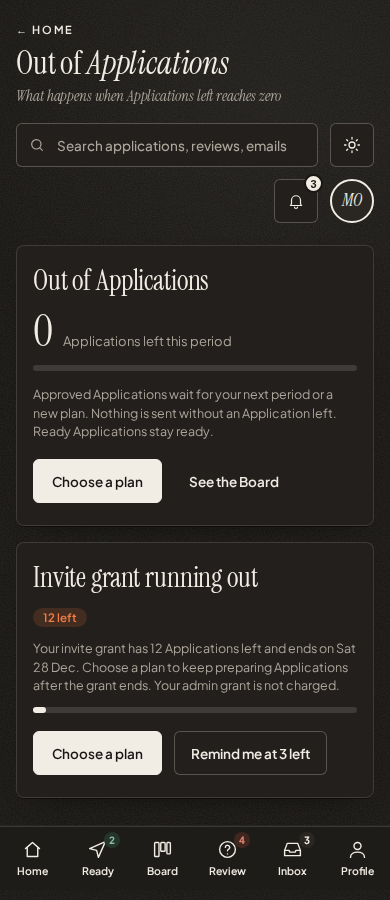 ← HOME
Out of Applications
What happens when Applications left reaches zero
Search applications, reviews, emails
3
MO
Out of Applications
0 Applications left this period
Approved Applications wait for your next period or a
new plan. Nothing is sent without an Application left.
Ready Applications stay ready.
Choose a plan
See the Board
Invite grant running out
12 left
Your invite grant has 12 Applications left and ends on Sat
28 Dec. Choose a plan to keep preparing Applications
after the grant ends. Your admin grant is not charged.
Choose a plan
Remind me at 3 left
2
4
3
Home
Ready
Board
Review
Inbox
Profile